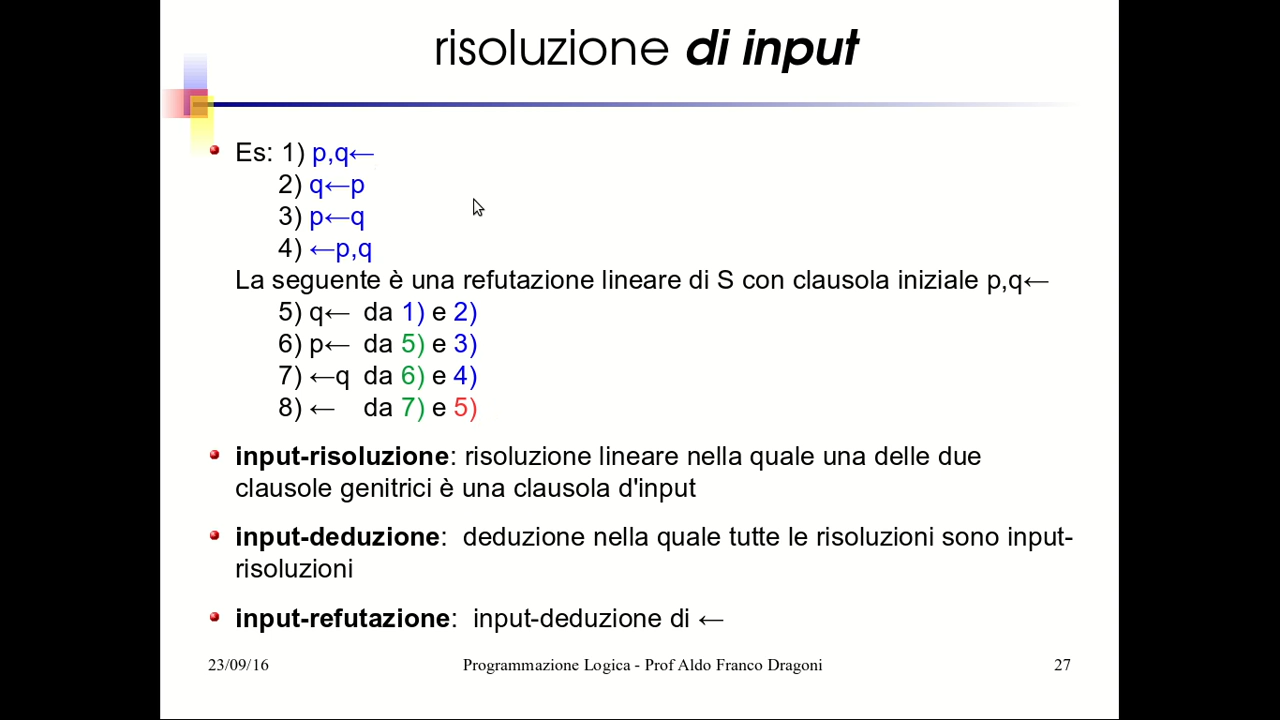 risoluzione di input
Es: 1) p,q←
2) q←p
3) p←q
4) ←p,q
La seguente è una refutazione lineare di S con clausola iniziale p,q←
5) q← da 1) e 2)
6) p← da 5) e 3)
7) ←q da 6) e 4)
8) ← da 7) e 5)
input-risoluzione: risoluzione lineare nella quale una delle due
clausole genitrici è una clausola d'input
input-deduzione: deduzione nella quale tutte le risoluzioni sono input-
risoluzioni
input-refutazione: input-deduzione di ←
23/09/16 Programmazione Logica - Prof Aldo Franco Dragoni 27